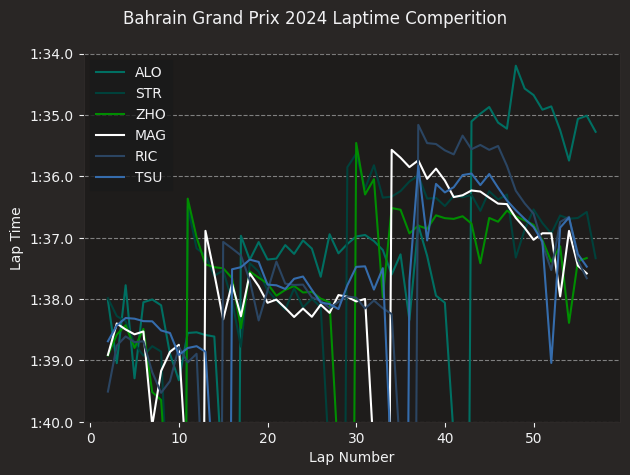 Bahrain Grand Prix 2024 Laptime Comperition
1:34.0
1:35.0
1:36.0
1:37.0
1:38.0
1:39.0
1:40.0
Lap Time
ALO
STR
ZHO
MAG
RIC
TSU
0 10 20 30 40 50
Lap Number